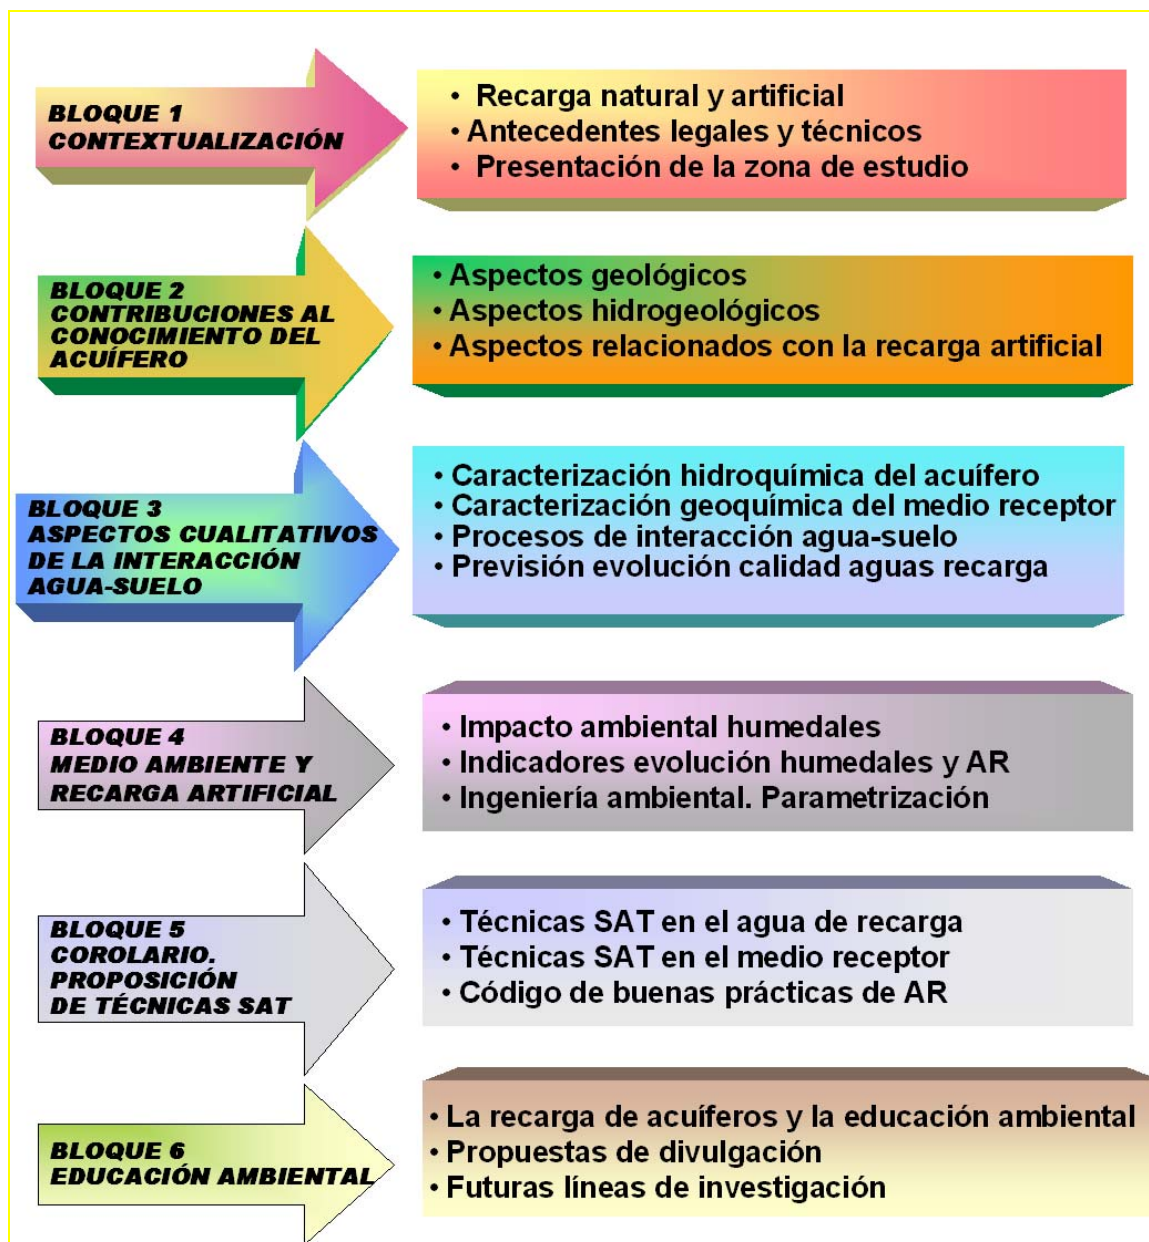 BLOQUE 1
CONTEXTUALIZACIÓN
• Recarga natural y artificial
• Antecedentes legales y técnicos
• Presentación de la zona de estudio
BLOQUE 2
CONTRIBUCIONES AL
CONOCIMIENTO DEL
ACUÍFERO
• Aspectos geológicos
• Aspectos hidrogeológicos
• Aspectos relacionados con la recarga artificial
BLOQUE 3
ASPECTOS CUALITATIVOS
DE LA INTERACCIÓN
AGUA-SUELO
• Caracterización hidroquímica del acuífero
• Caracterización geoquímica del medio receptor
• Procesos de interacción agua-suelo
• Previsión evolución calidad aguas recarga
BLOQUE 4
MEDIO AMBIENTE Y
RECARGA ARTIFICIAL
• Impacto ambiental humedales
• Indicadores evolución humedales y AR
• Ingeniería ambiental. Parametrización
BLOQUE 5
COROLARIO.
PROPOSICIÓN
DE TÉCNICAS SAT
• Técnicas SAT en el agua de recarga
• Técnicas SAT en el medio receptor
• Código de buenas prácticas de AR
BLOQUE 6
EDUCACIÓN AMBIENTAL
• La recarga de acuíferos y la educación ambiental
• Propuestas de divulgación
• Futuras líneas de investigación